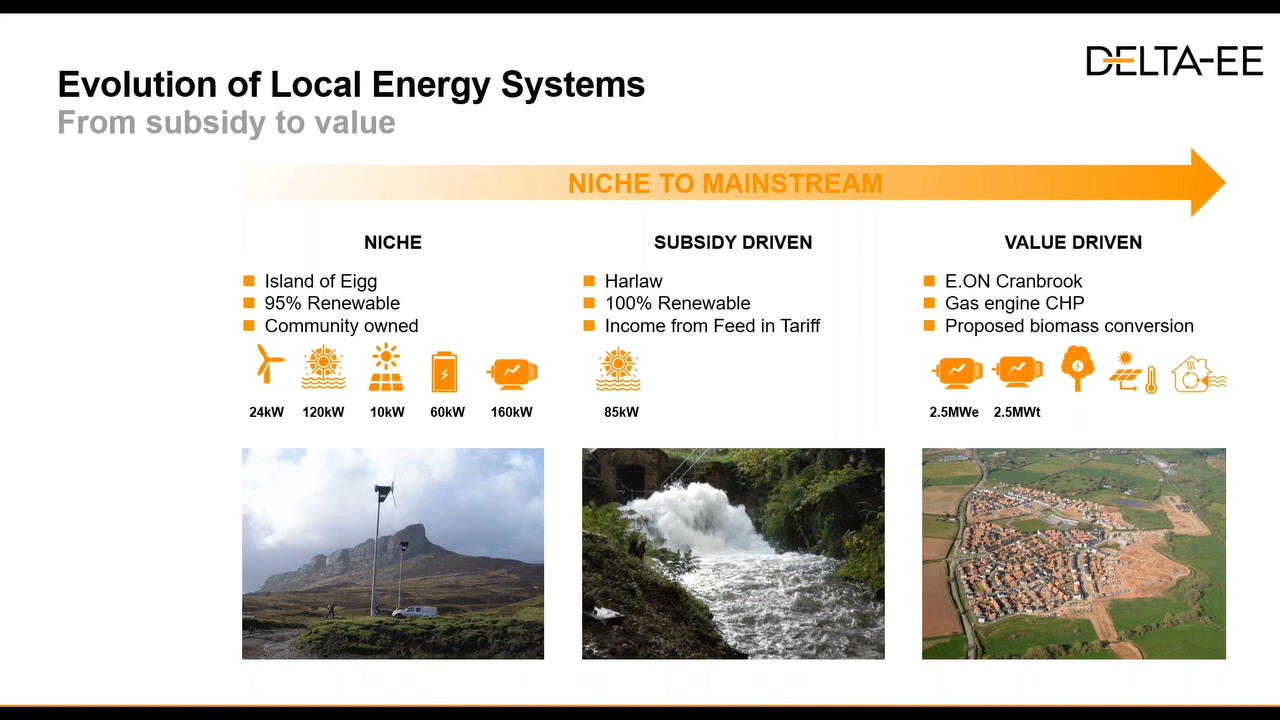 DELTA-EE
Evolution of Local Energy Systems
From subsidy to value
NICHE TO MAINSTREAM
NICHE
Island of Eigg
95% Renewable
Community owned
24kW 120kW 10kW 60kW 160kW
SUBSIDY DRIVEN
Harlaw
100% Renewable
Income from Feed in Tariff
85kW
VALUE DRIVEN
E.ON Cranbrook
Gas engine CHP
Proposed biomass conversion
2.5MWe 2.5MWt